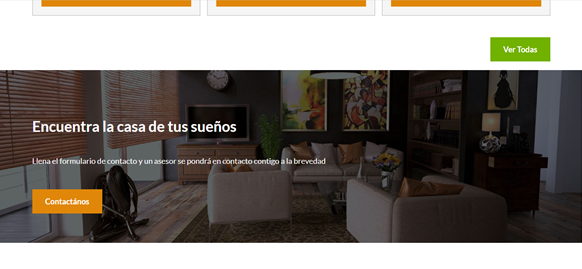 Ver Todas
Encuentra la casa de tus sueños
Llena el formulario de contacto y un asesor se pondrá en contacto contigo a la brevedad
Contactános